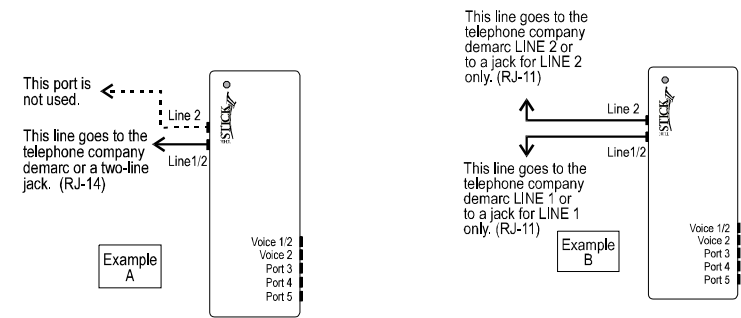 This port is
not used.
Line 2
This line goes to the
telephone company
demarc or a two-line
jack. (RJ-14)
Line1/2
STICK
Example
A
Voice 1/2
Voice 2
Port 3
Port 4
Port 5
This line goes to the
telephone company
demarc LINE 2 or
to a jack for LINE 2
only. (RJ-11)
Line 2
Line1/2
This line goes to the
telephone company
demarc LINE 1 or
to a jack for LINE 1
only. (RJ-11)
STICK
Example
B
Voice 1/2
Voice 2
Port 3
Port 4
Port 5